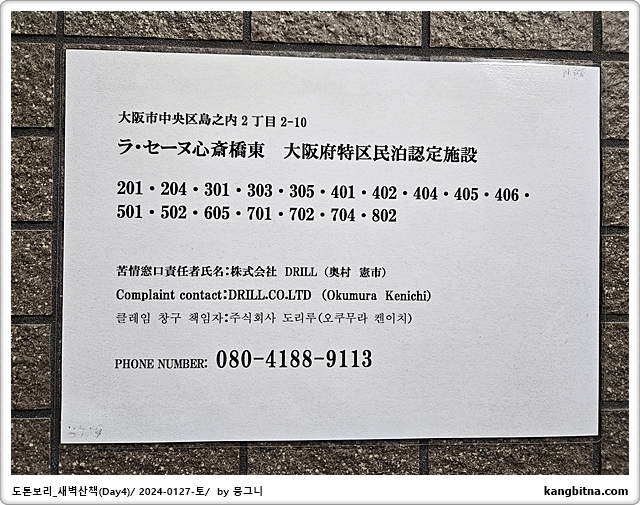 大阪市中央区島之内2丁目2-10
ラ・セーヌ心斎橋東　大阪府特区民泊認定施設
201・204・301・303・305・401・402・404・405・406・
501・502・605・701・702・704・802
苦情窓口責任者氏名：株式会社 DRILL（奥村 憲市）
Complaint contact：DRILL.CO.LTD （Okumura Kenichi）
클레임 창구 책임자：주식회사 도리루（오쿠무라 켄이치）
PHONE NUMBER: 080-4188-9113
도톤보리_새벽산책(Day4)/ 2024-0127-토/ by 뭉그니
kangbitna.com